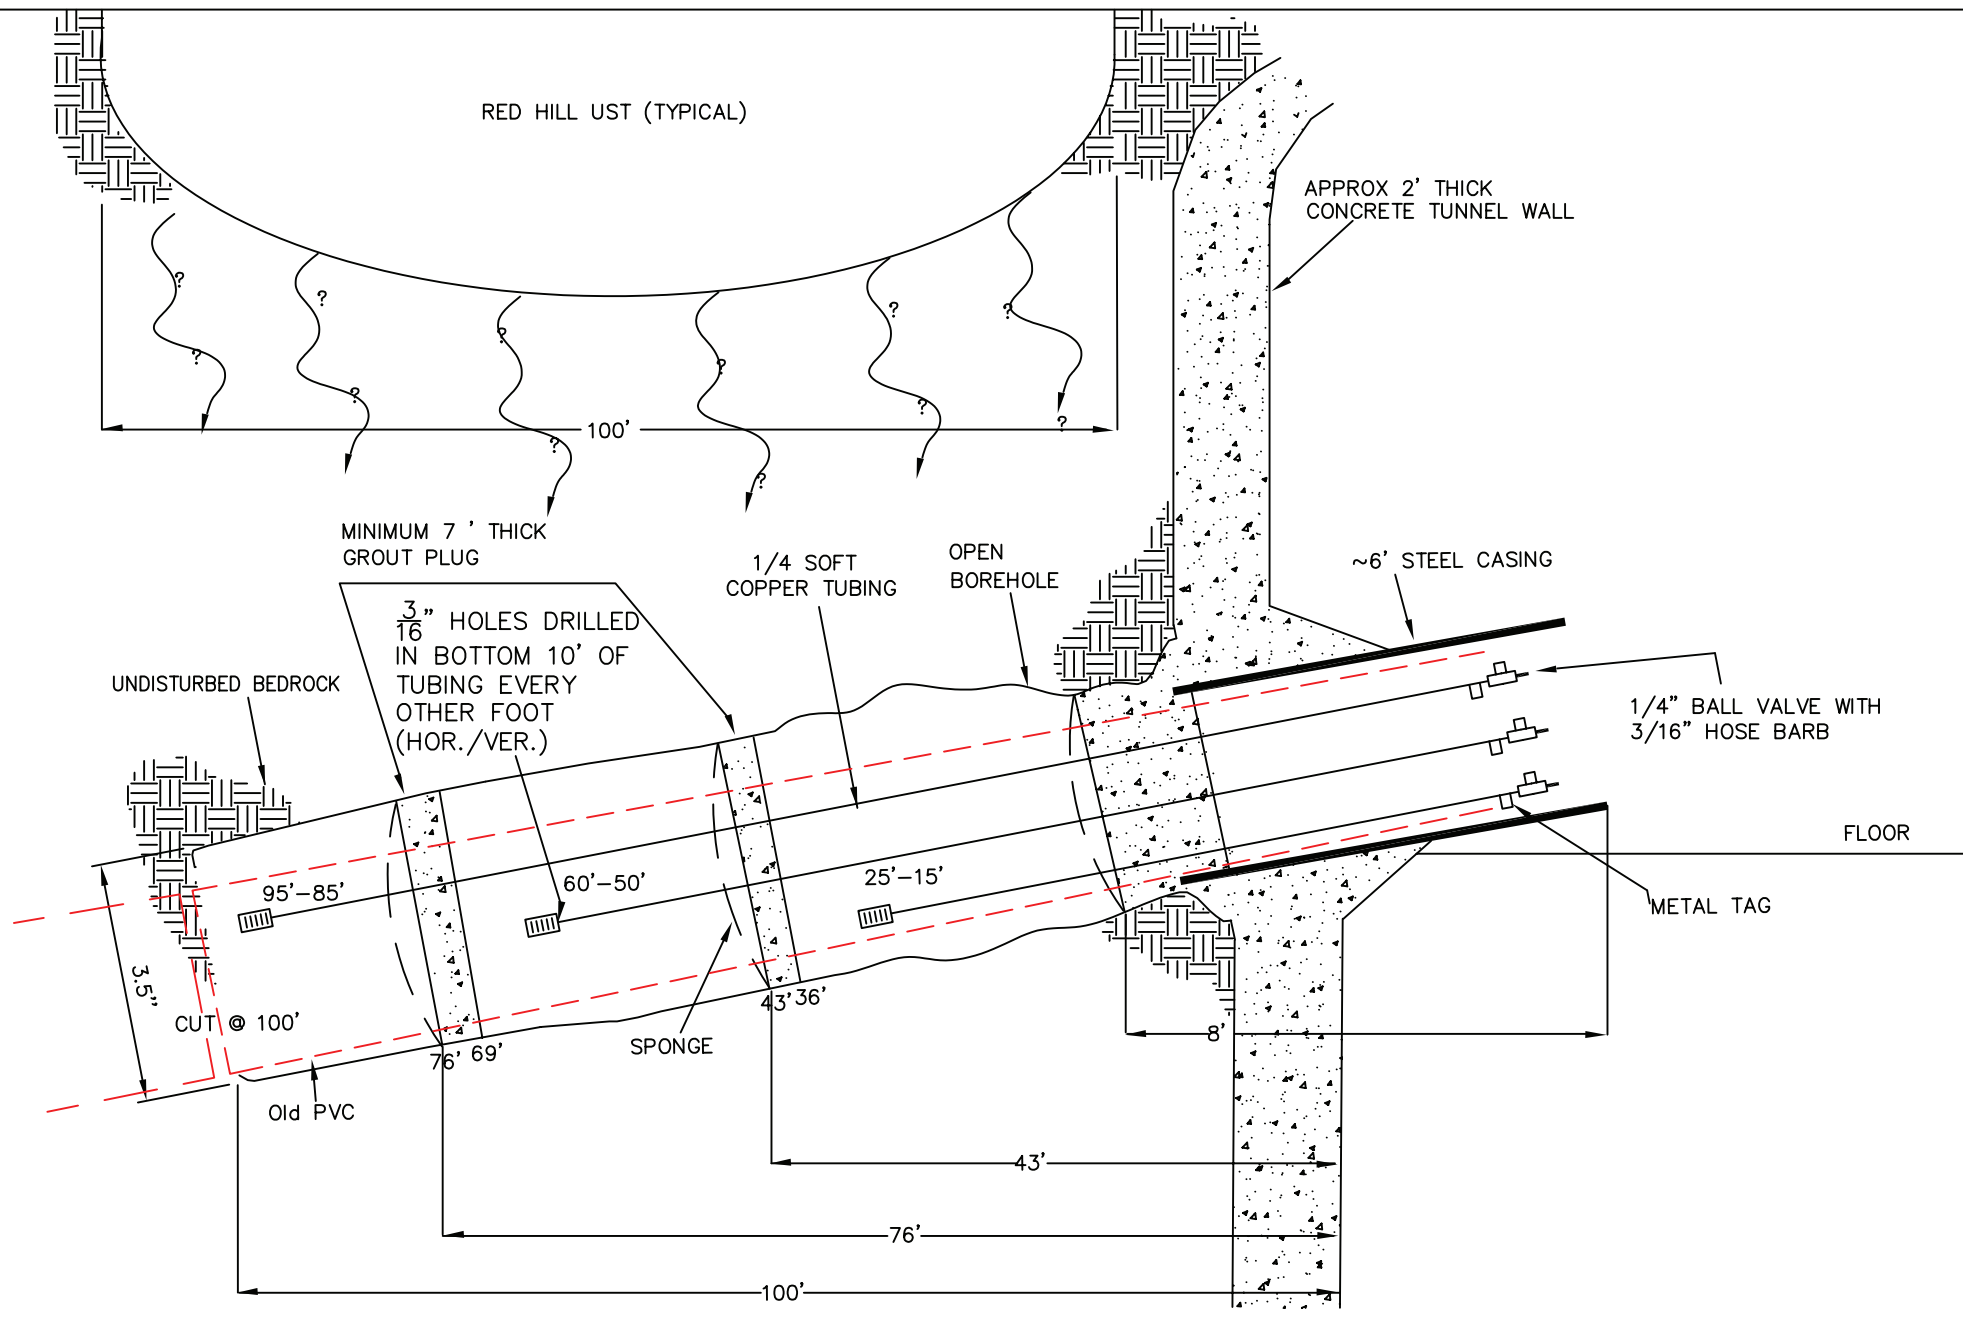 RED HILL UST (TYPICAL)
APPROX 2' THICK
CONCRETE TUNNEL WALL
?
?
?
?
?
?
?
?
?
?
?
?
100'
MINIMUM 7 ' THICK
GROUT PLUG
1/4 SOFT
COPPER TUBING
OPEN
BOREHOLE
~6' STEEL CASING
3/16" HOLES DRILLED
IN BOTTOM 10' OF
TUBING EVERY
OTHER FOOT
(HOR./VER.)
UNDISTURBED BEDROCK
1/4" BALL VALVE WITH
3/16" HOSE BARB
FLOOR
95'-85'
60'-50'
25'-15'
METAL TAG
3.5"
CUT @ 100'
43' 36'
SPONGE
76' 69'
8'
Old PVC
43'
76'
100'